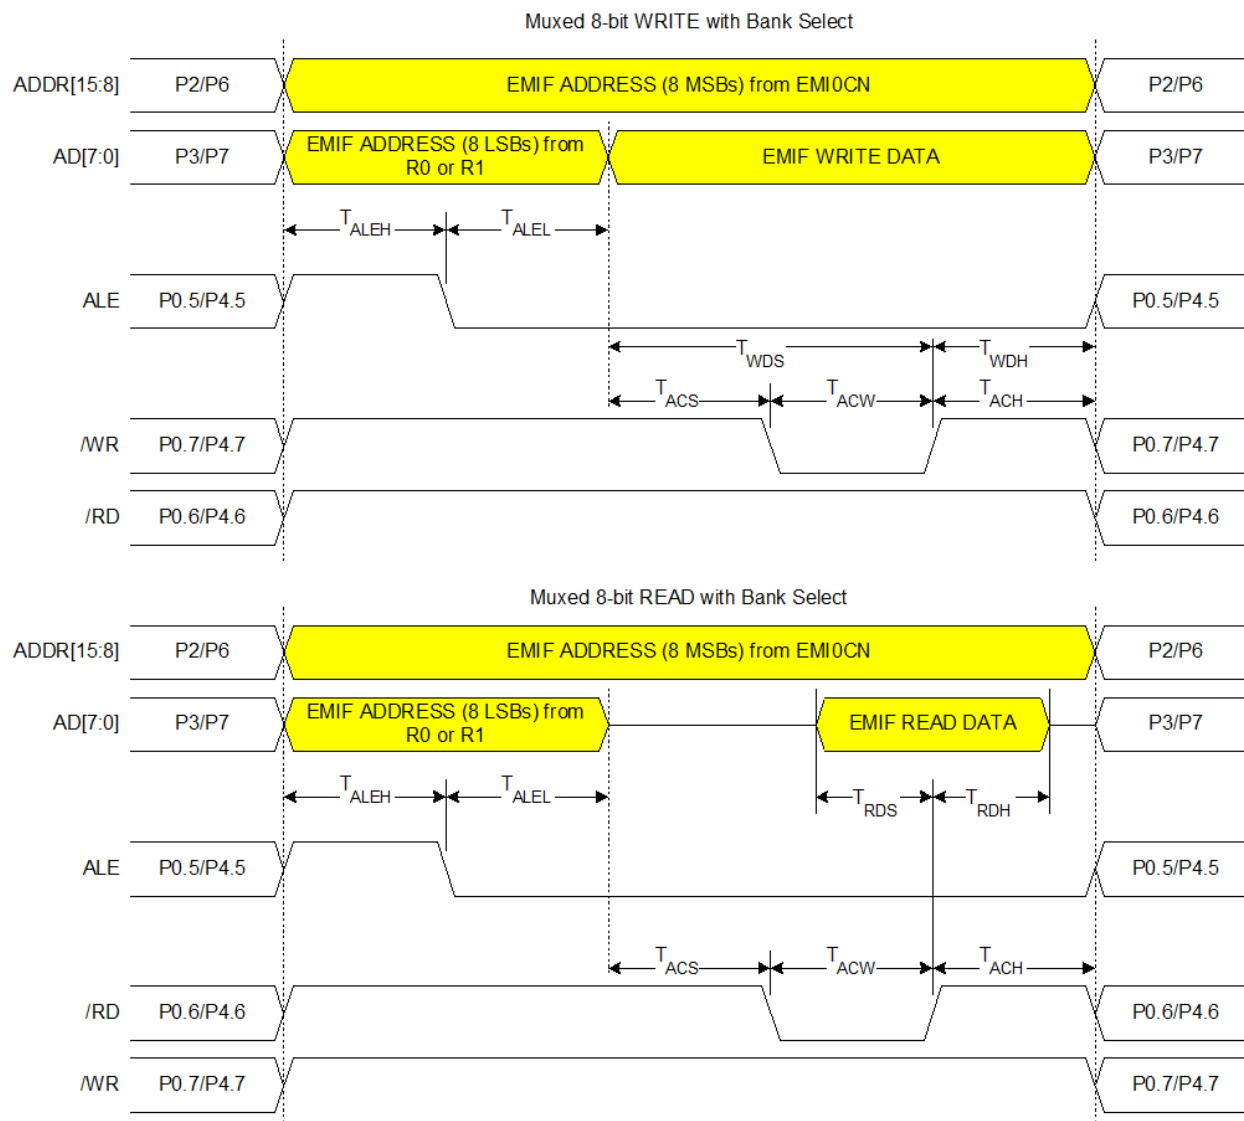 Muxed 8-bit WRITE with Bank Select
ADDR[15:8] P2/P6 EMIF ADDRESS (8 MSBs) from EMI0CN P2/P6
AD[7:0] P3/P7 EMIF ADDRESS (8 LSBs) from R0 or R1 EMIF WRITE DATA P3/P7
TALEH TALEL
ALE P0.5/P4.5 P0.5/P4.5
TWDS TWDH
TACS TACW TACH
/WR P0.7/P4.7 P0.7/P4.7
/RD P0.6/P4.6 P0.6/P4.6
Muxed 8-bit READ with Bank Select
ADDR[15:8] P2/P6 EMIF ADDRESS (8 MSBs) from EMI0CN P2/P6
AD[7:0] P3/P7 EMIF ADDRESS (8 LSBs) from R0 or R1 EMIF READ DATA P3/P7
TALEH TALEL TRDS TRDH
ALE P0.5/P4.5 P0.5/P4.5
TACS TACW TACH
/RD P0.6/P4.6 P0.6/P4.6
/WR P0.7/P4.7 P0.7/P4.7